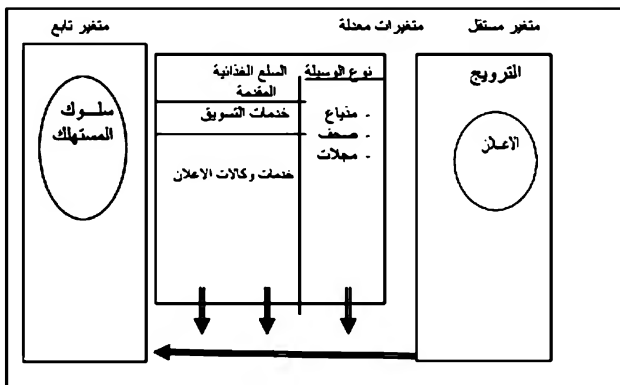 متغير مستقل
متغيرات معدلة
متغير تابع
الترويج
الاعلان
نوع الوسيلة
- مذياع
- صحف
- مجلات
السلع الغذائية
المقدمة
خدمات التسويق
خدمات وكالات الاعلان
سلوك
المستهلك